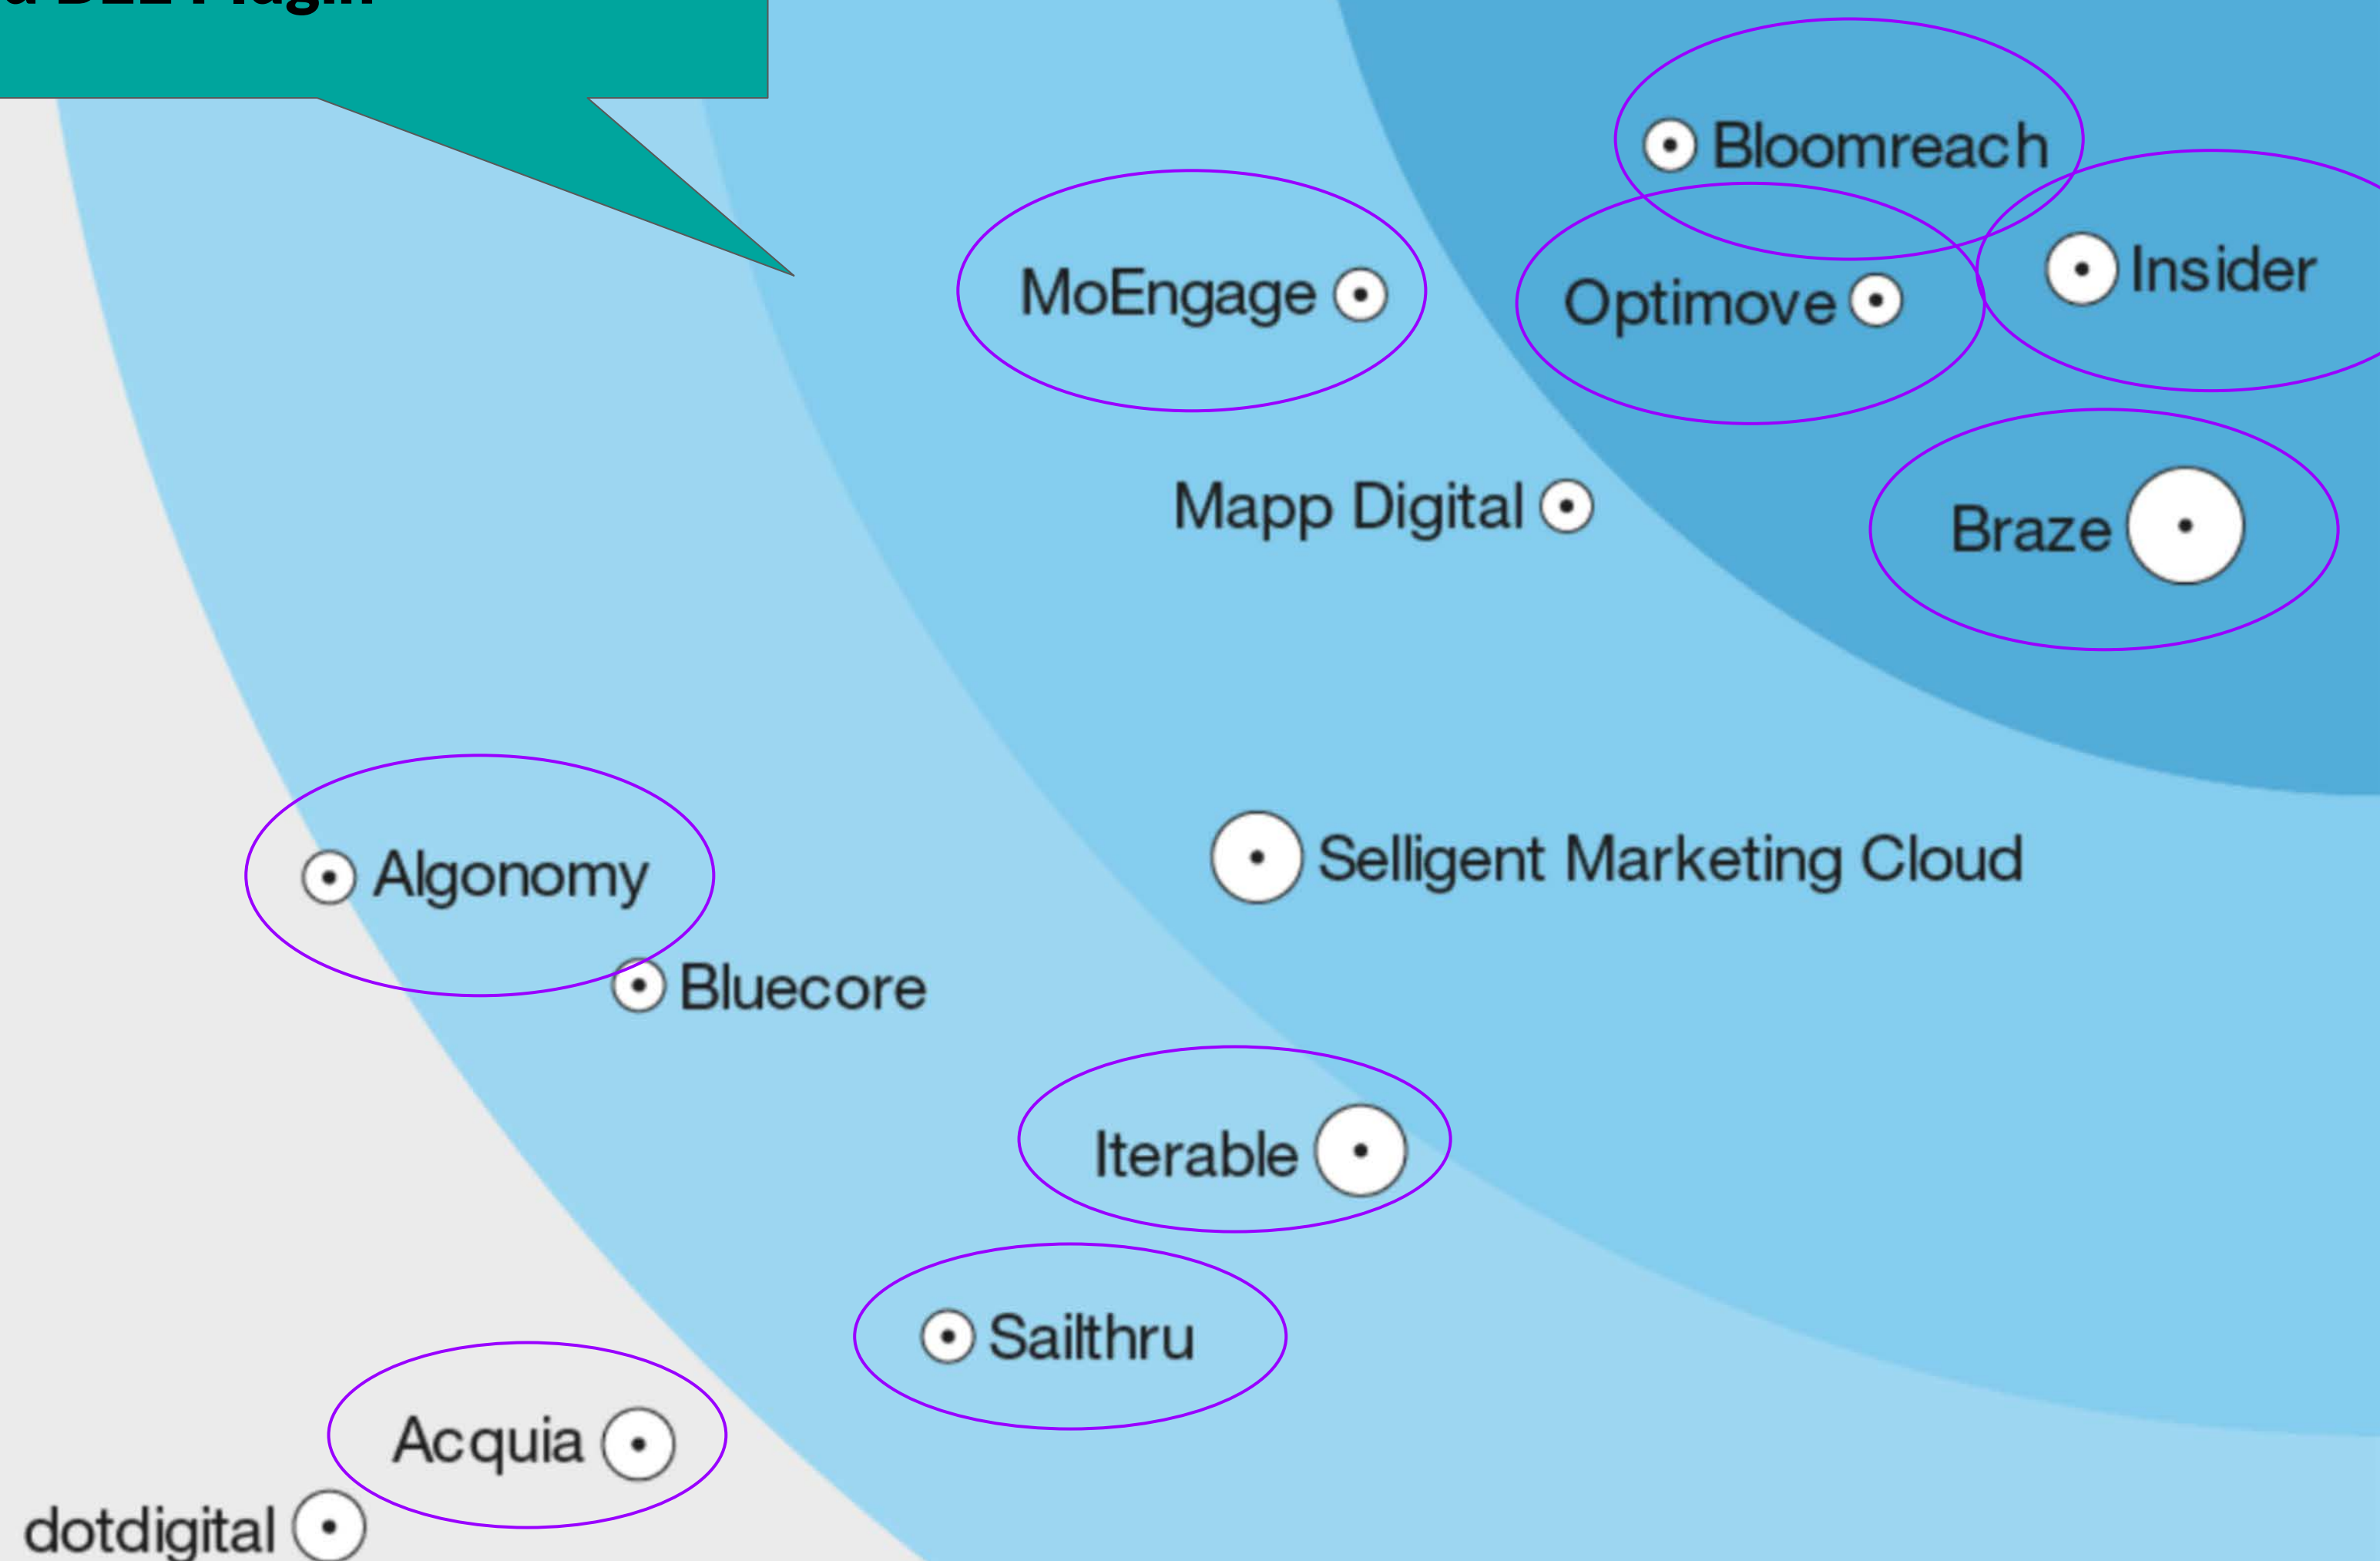 Bloomreach
MoEngage
Optimove
Insider
Mapp Digital
Braze
Selligent Marketing Cloud
Algonomy
Bluecore
Iterable
Sailthru
Acquia
dotdigital